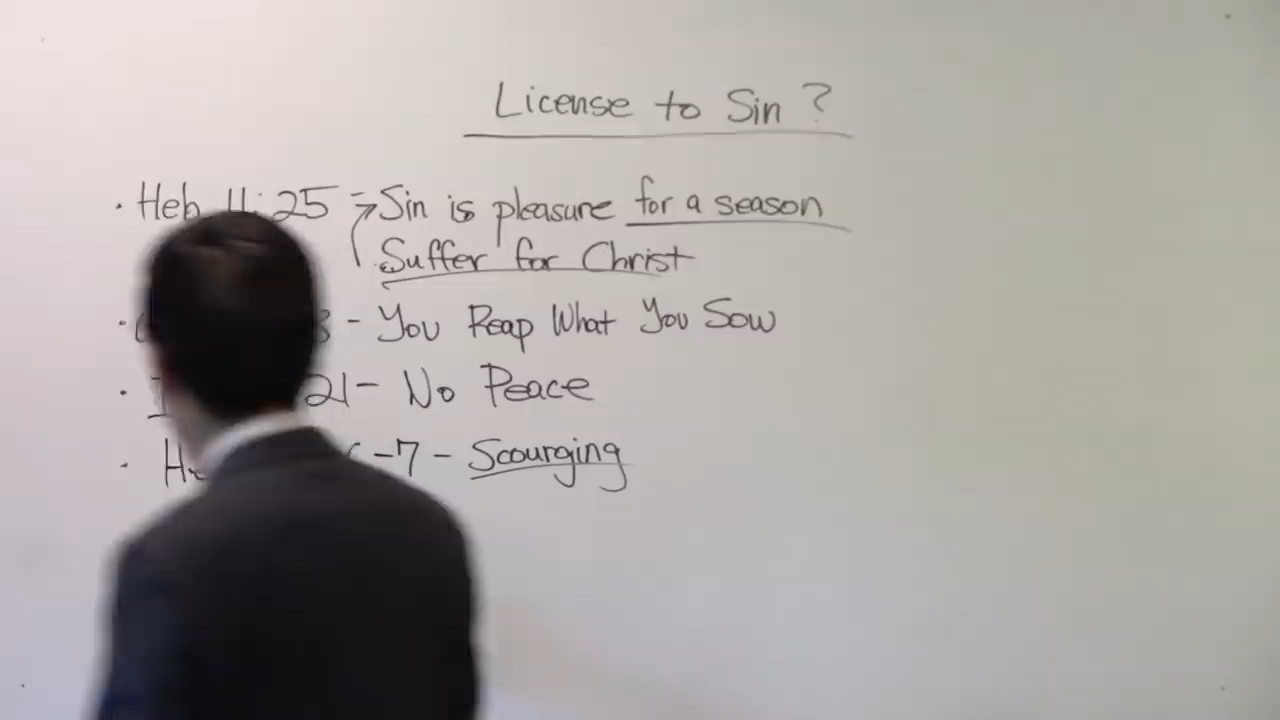 License to Sin ?
· Heb 11:25 → Sin is pleasure for a season
Suffer for Christ
· 8 - You Reap What You Sow
· 21 - No Peace
· -7 - Scourging